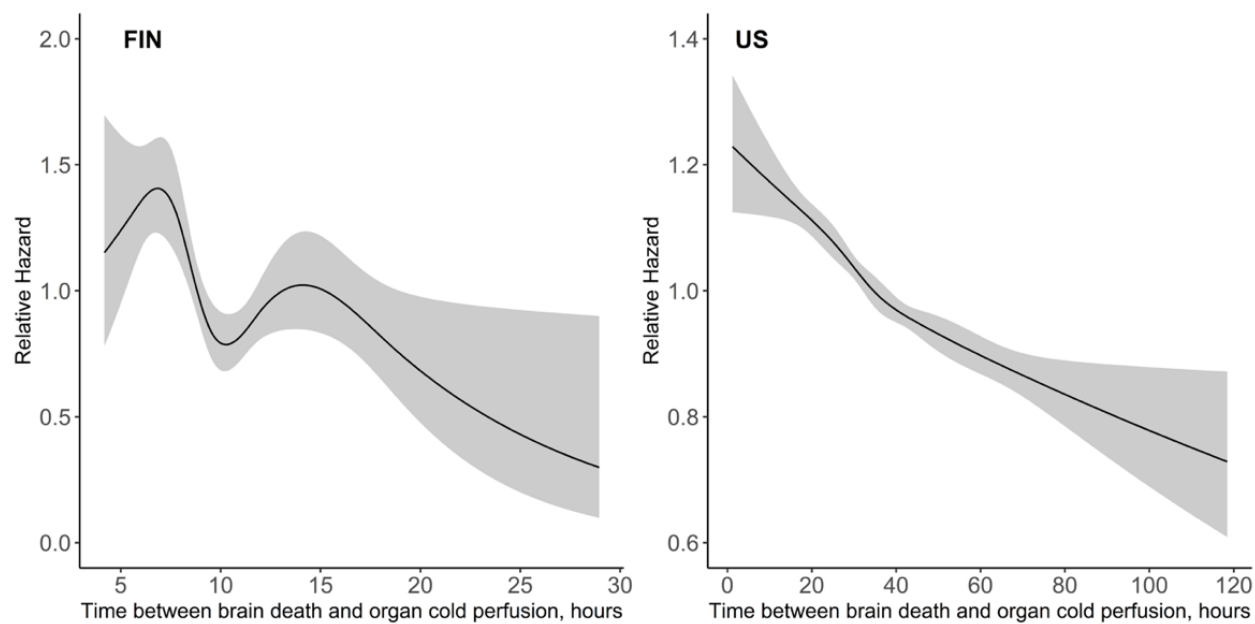 FIN
2.0
1.5
1.0
0.5
0.0
Relative Hazard
5 10 15 20 25 30
Time between brain death and organ cold perfusion, hours
US
1.4
1.2
1.0
0.8
0.6
Relative Hazard
0 20 40 60 80 100 120
Time between brain death and organ cold perfusion, hours